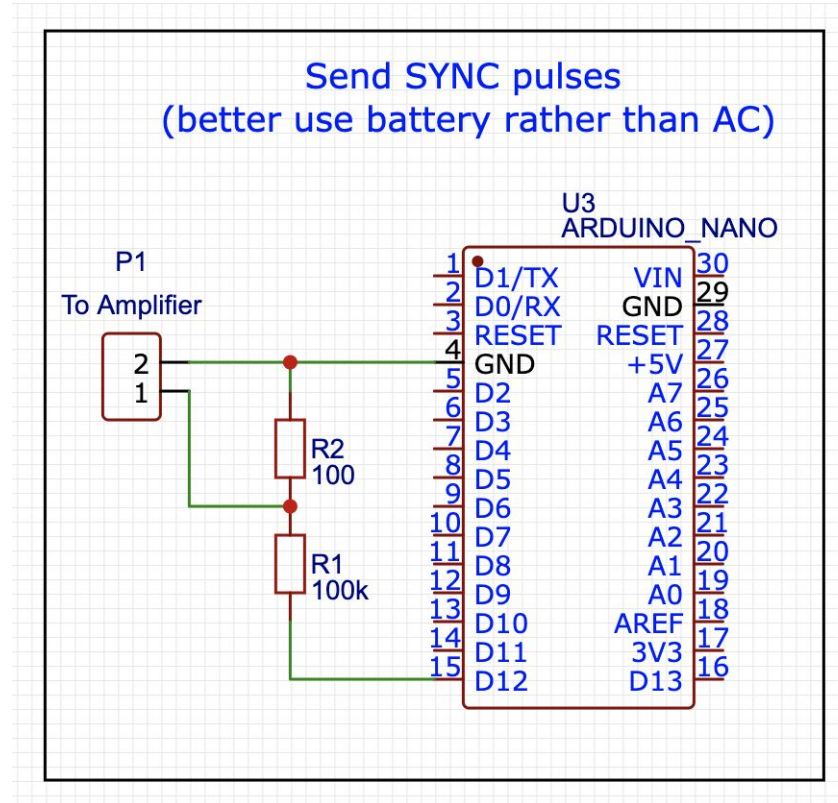 Send SYNC pulses
(better use battery rather than AC)
U3
ARDUINO_NANO
P1
To Amplifier
2
1
R2
100
R1
100k
1 D1/TX VIN 30
2 D0/RX GND 29
3 RESET RESET 28
4 GND +5V 27
5 D2 A7 26
6 D3 A6 25
7 D4 A5 24
8 D5 A4 23
9 D6 A3 22
10 D7 A2 21
11 D8 A1 20
12 D9 A0 19
13 D10 AREF 18
14 D11 3V3 17
15 D12 D13 16